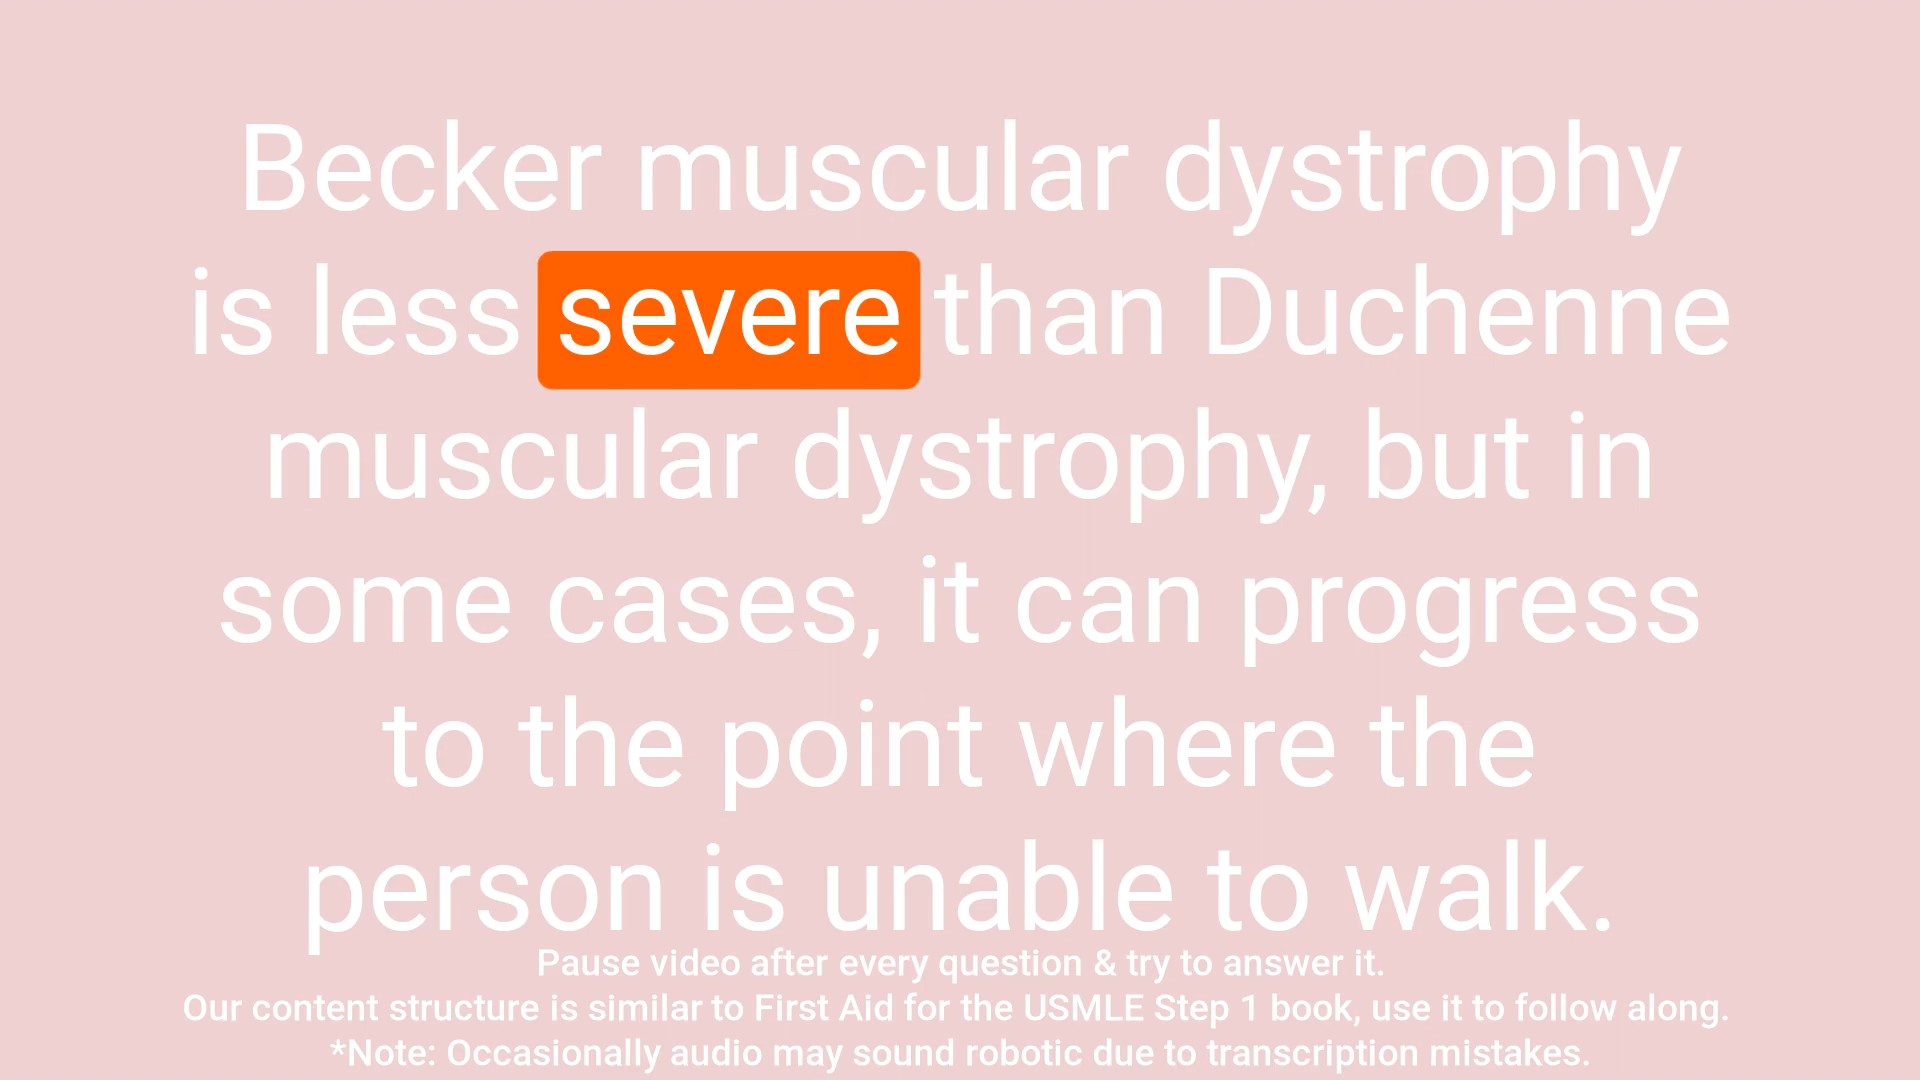 Becker muscular dystrophy
is less severe than Duchenne
muscular dystrophy, but in
some cases, it can progress
to the point where the
person is unable to walk.
Pause video after every question & try to answer it.
Our content structure is similar to First Aid for the USMLE Step 1 book, use it to follow along.
*Note: Occasionally audio may sound robotic due to transcription mistakes.